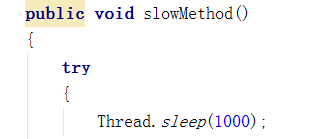 public void slowMethod()
{
try
{
Thread.sleep(1000);